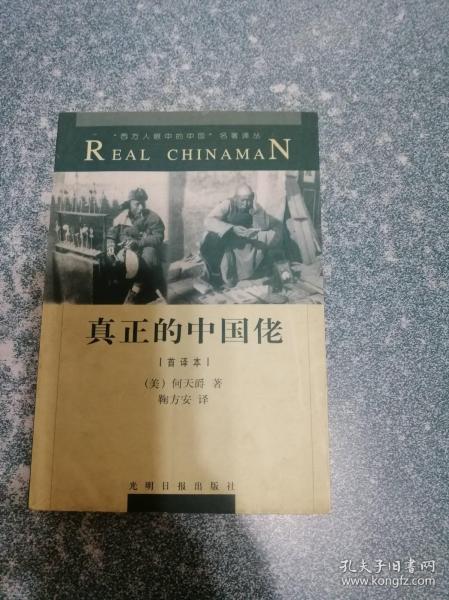 "西方人眼中的中国"名著译丛
REAL CHINAMAN
真正的中国佬
[首译本]
(美) 何天爵 著
鞠方安 译
光明日报出版社
孔夫子旧书网
www.kongfz.com